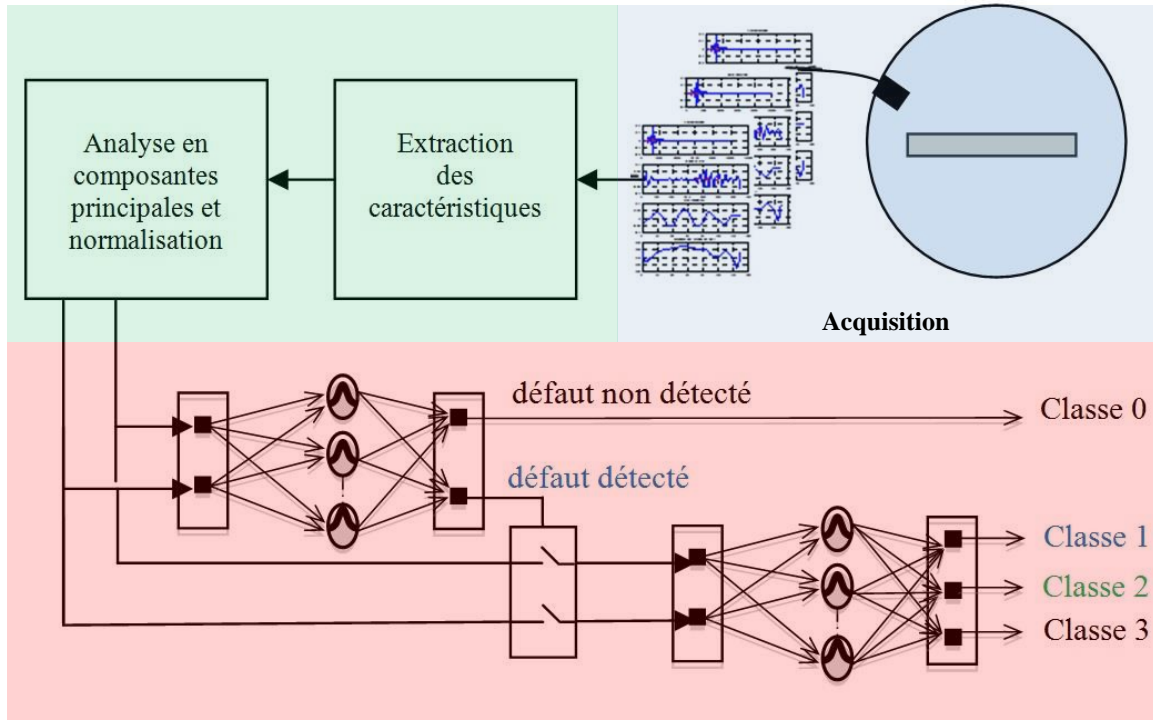 Analyse en
composantes
principales et
normalisation
Extraction
des
caractéristiques
Acquisition
défaut non détecté
Classe 0
défaut détecté
Classe 1
Classe 2
Classe 3